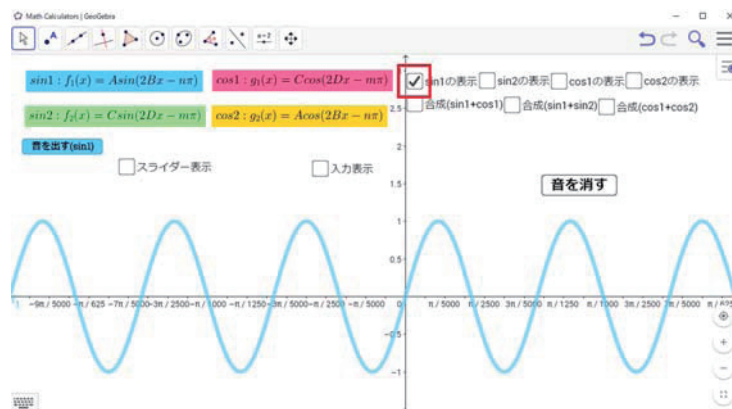 Math Calculators | GeoGebra
sin1 : f₁(x) = Asin(2Bx − nπ)
cos1 : g₁(x) = Ccos(2Dx − mπ)
sin1の表示
sin2の表示
cos1の表示
cos2の表示
sin2 : f₂(x) = Csin(2Dx − mπ)
cos2 : g₂(x) = Acos(2Bx − nπ)
2.5
合成(sin1+cos1)
合成(sin1+sin2)
合成(cos1+cos2)
音を出す(sin1)
2
スライダー表示
入力表示
1.5
音を消す
1
0.5
−9π / 5000
−π / 625
−7π / 5000
−3π / 2500
−π / 1000
−π / 1250
−3π / 5000
−π / 2500
−π / 5000
0
π / 5000
π / 2500
3π / 5000
π / 1250
π / 1000
3π / 2500
7π / 5000
π / 625
−0.5
−1